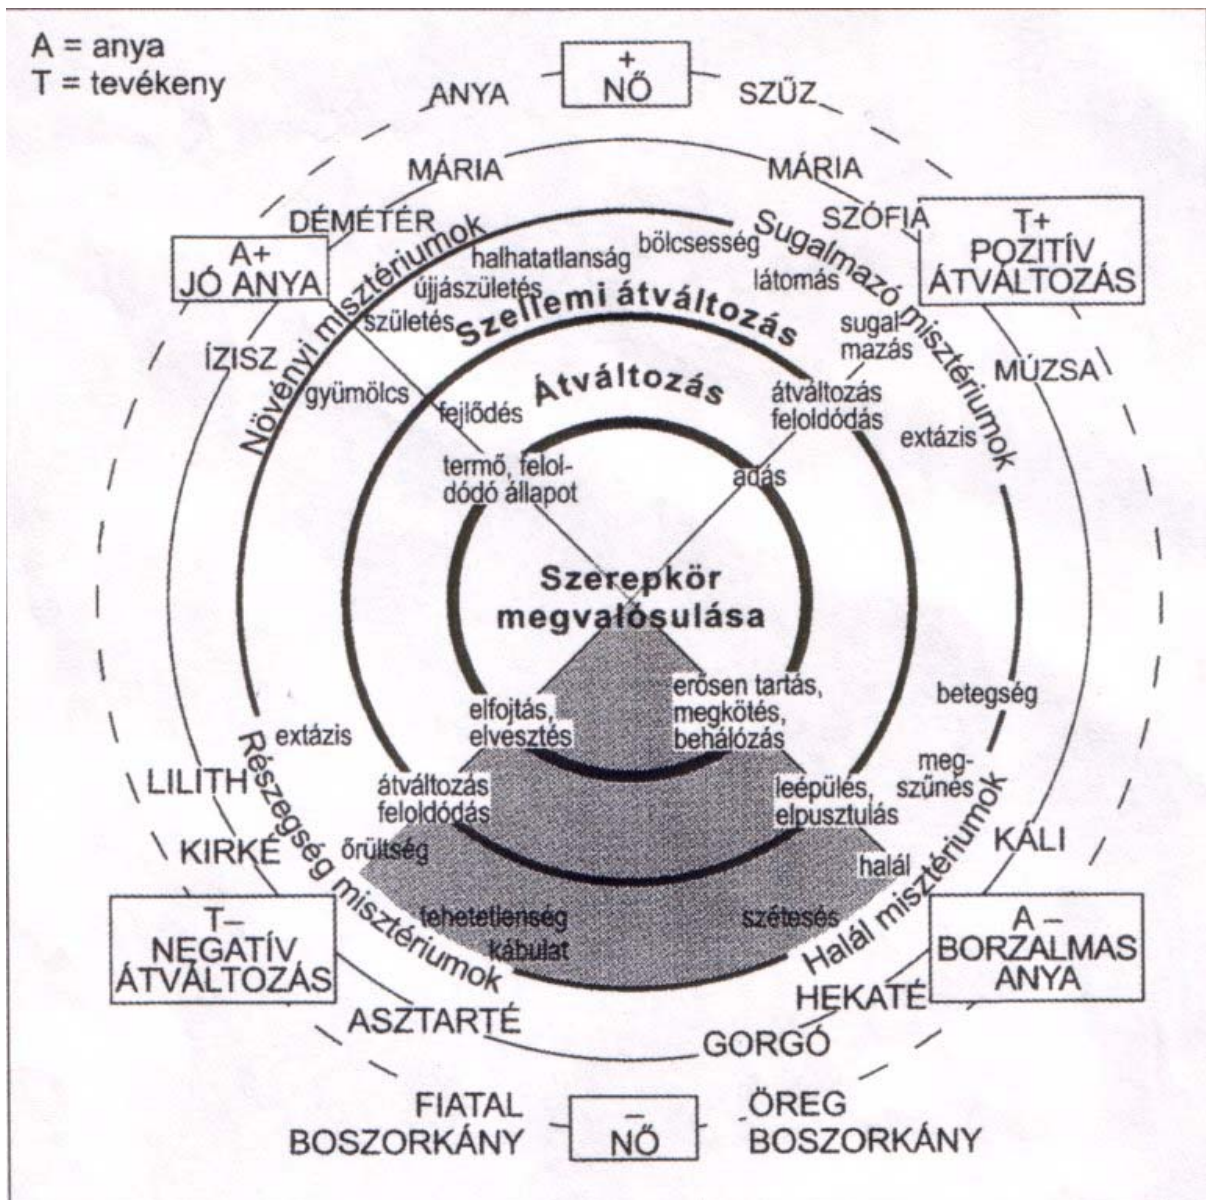 A = anya
T = tevékeny
+
NŐ
ANYA
SZŰZ
MÁRIA
MÁRIA
DÉMÉTÉR
SZÓFIA
A+
JÓ ANYA
T+
POZITÍV
ÁTVÁLTOZÁS
ÍZISZ
MÚZSA
Növényi misztériumok
Sugalmazó misztériumok
bölcsesség
halhatatlanság
látomás
újjászületés
születés
Szellemi átváltozás
sugal
mazás
gyümölcs
fejlődés
Átváltozás
átváltozás
feloldódás
extázis
termő, felol-
dódó állapot
adás
Szerepkör
megvalósulása
elfojtás,
elvesztés
erősen tartás,
megkötés,
behálózás
betegség
extázis
átváltozás
feloldódás
leépülés,
elpusztulás
meg-
szűnés
őrültség
halál
tehetetlenség
kábulat
szétesés
Részegség misztériumok
Halál misztériumok
LILITH
KIRKÉ
KÁLI
T–
NEGATÍV
ÁTVÁLTOZÁS
A –
BORZALMAS
ANYA
HEKATÉ
ASZTARTÉ
GORGÓ
FIATAL
BOSZORKÁNY
–
NŐ
ÖREG
BOSZORKÁNY